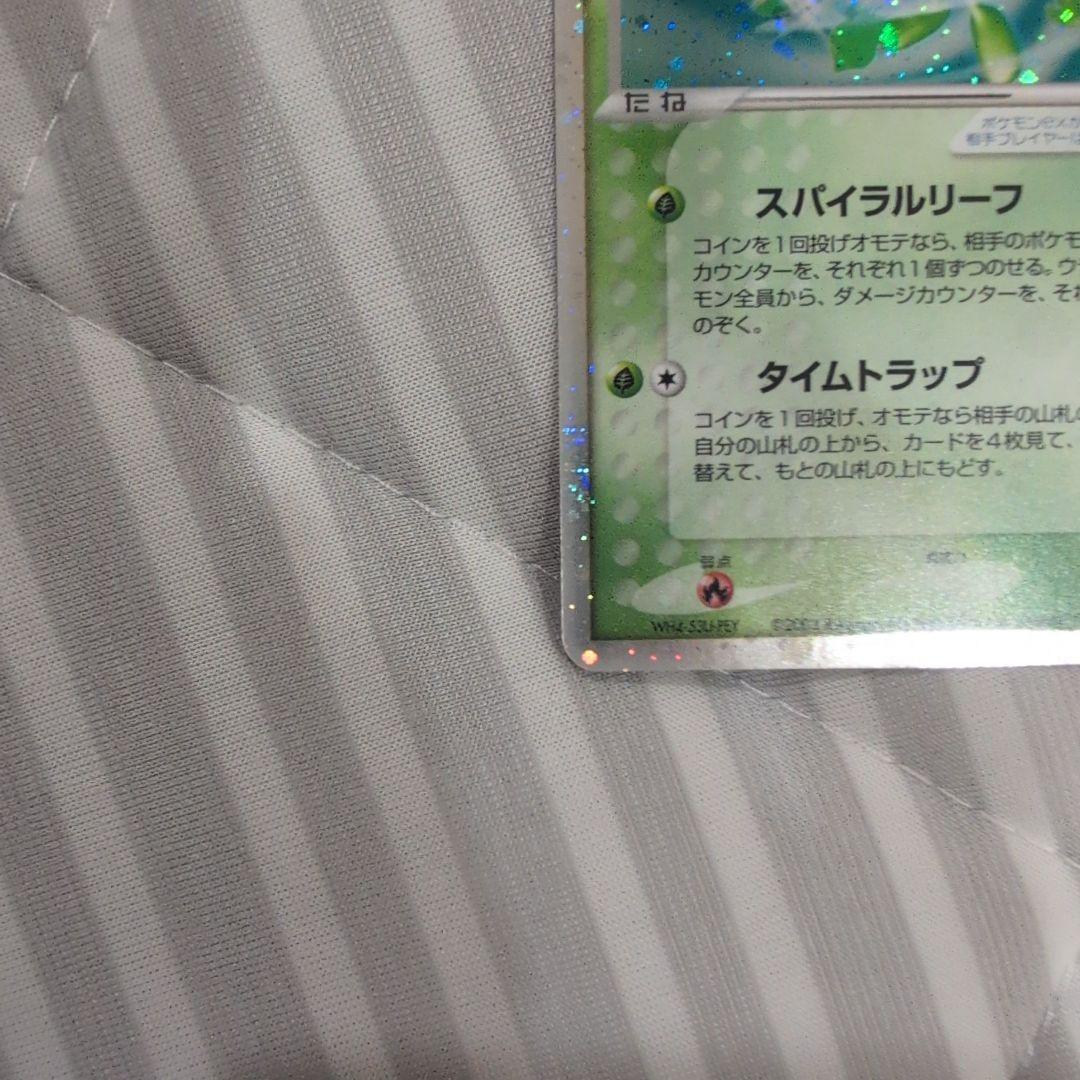 たね
ポケモンexが
相手プレイヤーは
スパイラルリーフ
コインを1回投げオモテなら、相手のポケモ
カウンターを、それぞれ1個ずつのせる。ウ
モン全員から、ダメージカウンターを、それ
のぞく。
タイムトラップ
コインを1回投げ、オモテなら相手の山札の
自分の山札の上から、カードを4枚見て、
替えて、もとの山札の上にもどす。
弱点